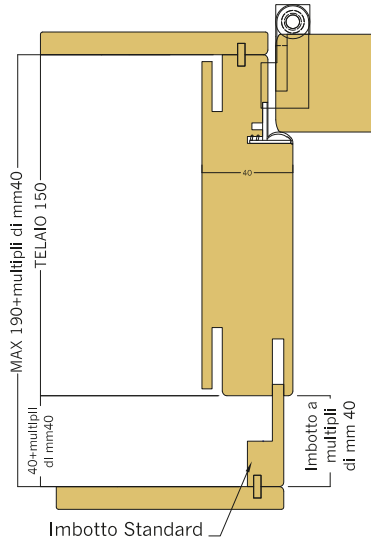 MAX 190+multipli di mm40
TELAIO 150
40
40+multipli
di mm40
Imbotto a
multipli
di mm 40
Imbotto Standard